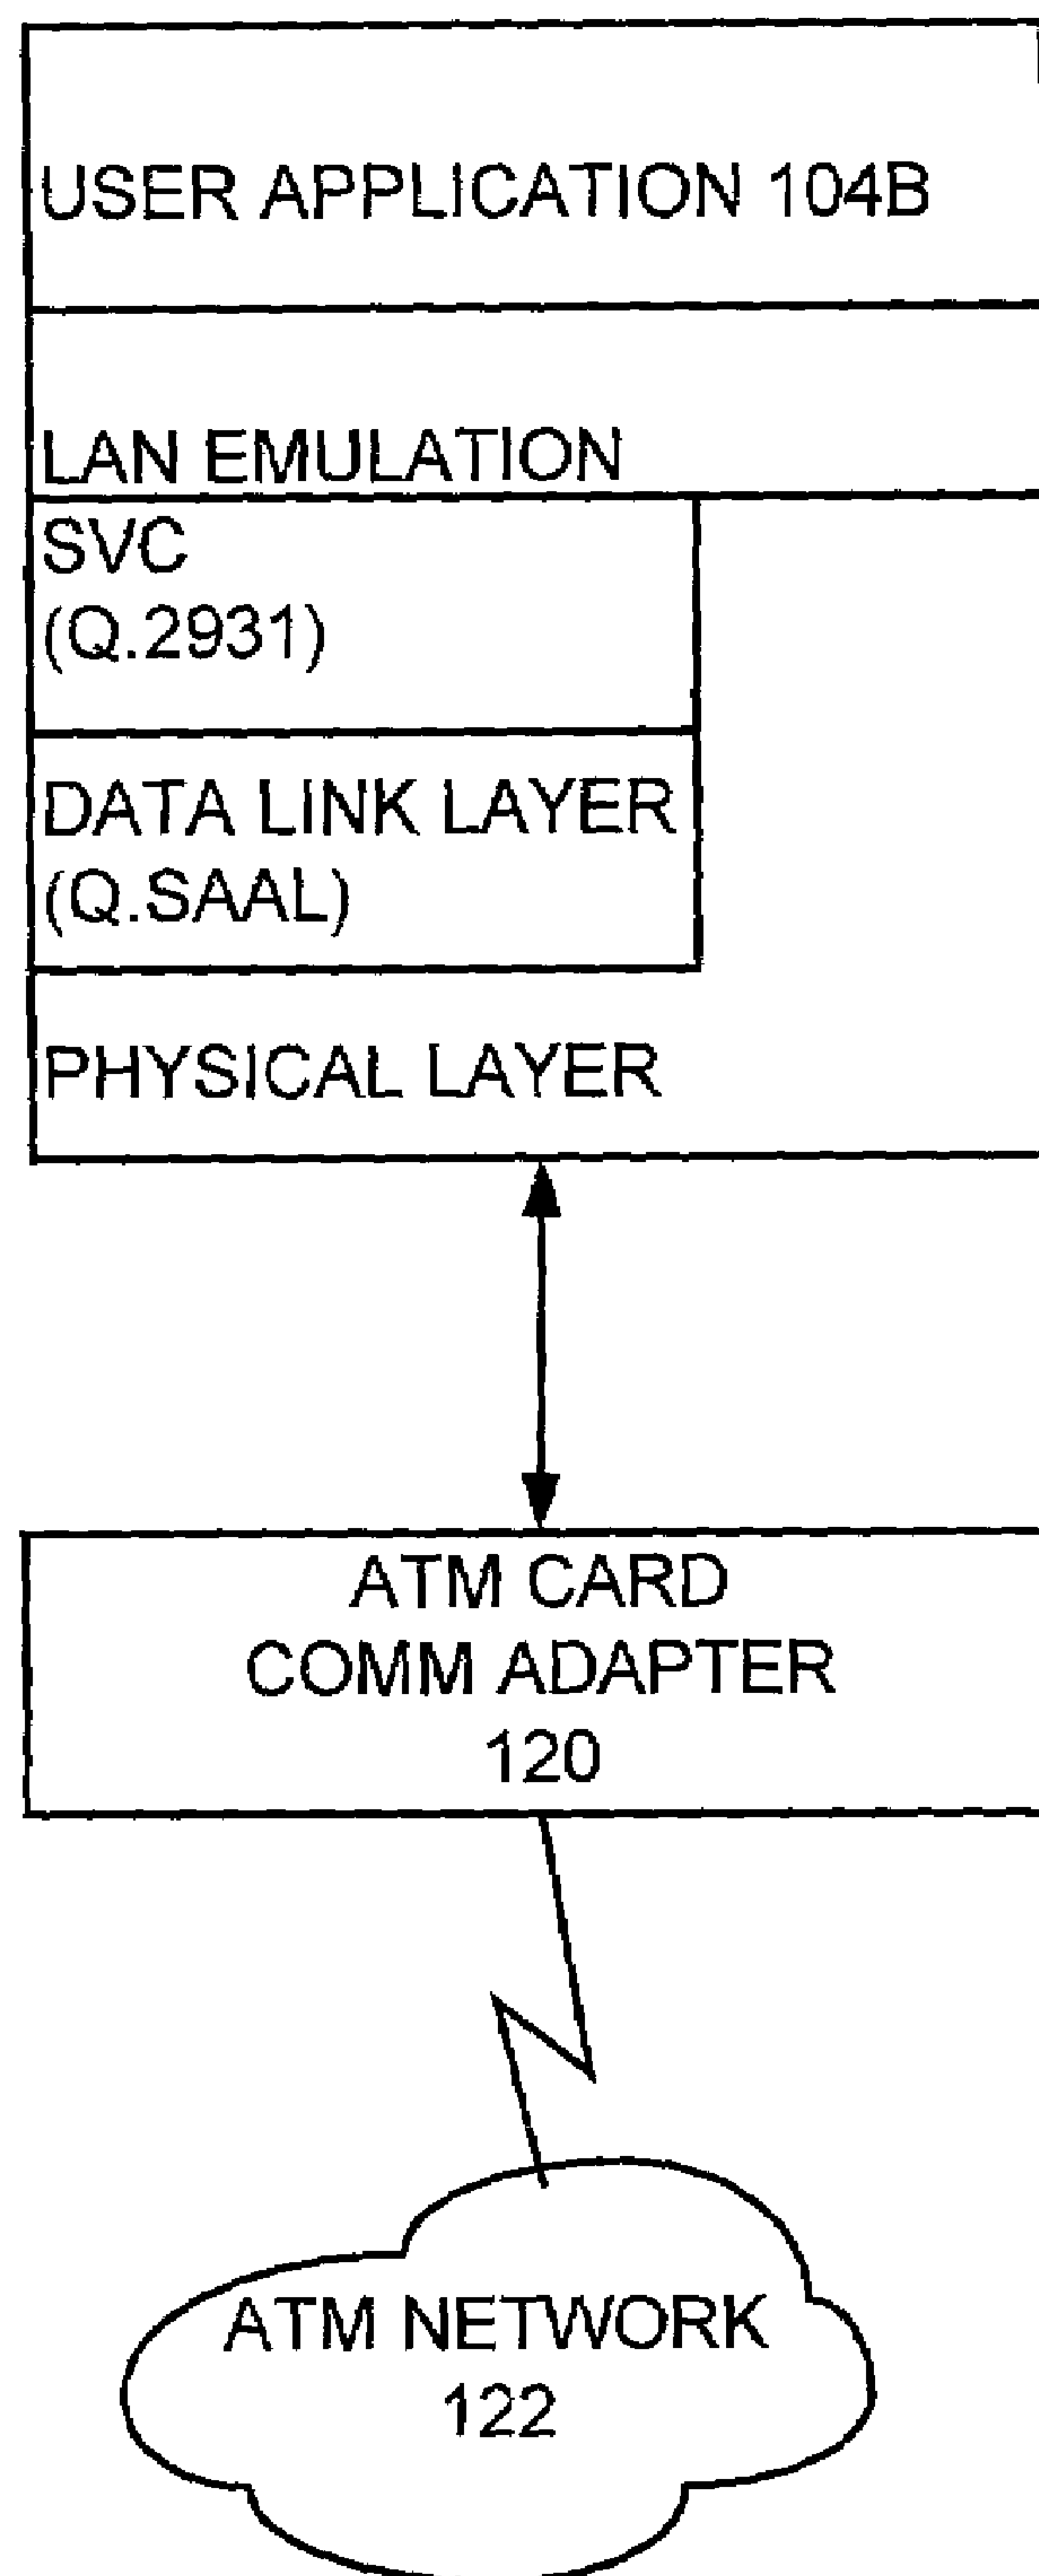 USER APPLICATION 104B
LAN EMULATION
SVC
(Q.2931)
DATA LINK LAYER
(Q.SAAL)
PHYSICAL LAYER
ATM CARD
COMM ADAPTER
120
ATM NETWORK
122